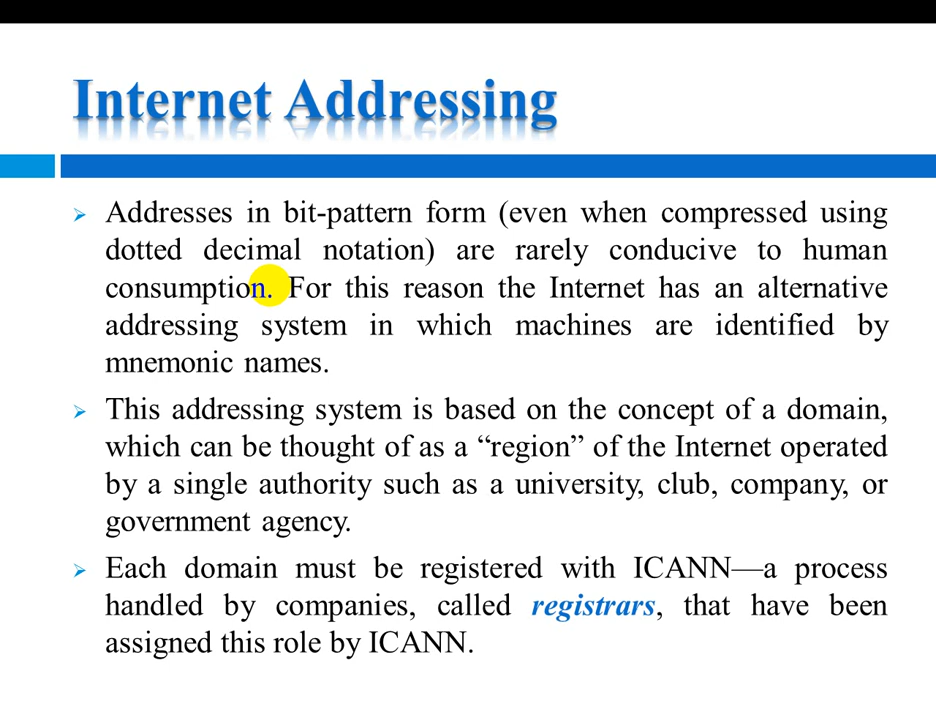 Internet Addressing
Addresses in bit-pattern form (even when compressed using
dotted decimal notation) are rarely conducive to human
consumption. For this reason the Internet has an alternative
addressing system in which machines are identified by
mnemonic names.
This addressing system is based on the concept of a domain,
which can be thought of as a “region” of the Internet operated
by a single authority such as a university, club, company, or
government agency.
Each domain must be registered with ICANN—a process
handled by companies, called registrars, that have been
assigned this role by ICANN.